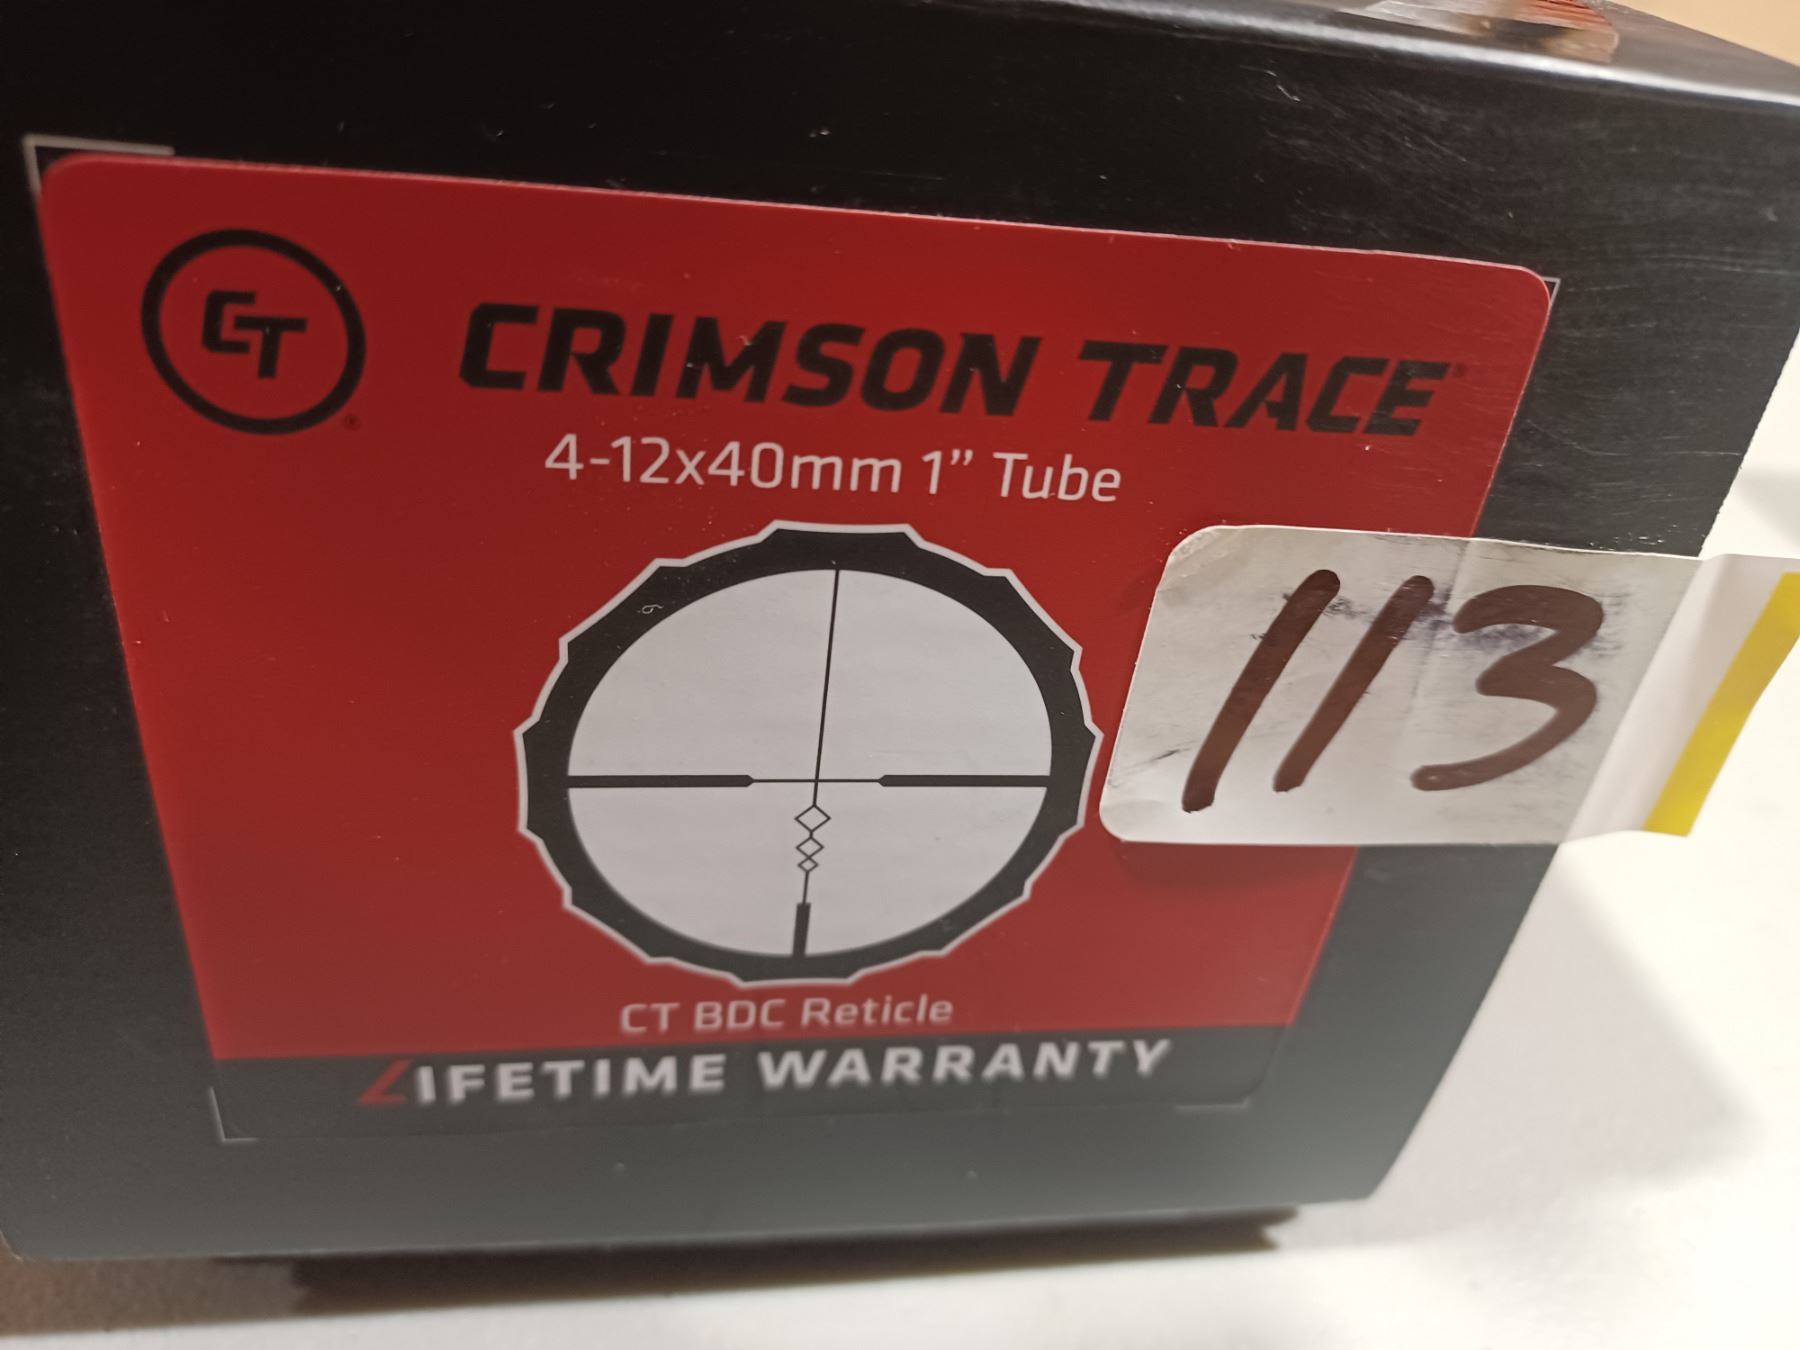 CT
CRIMSON TRACE
4-12x40mm 1” Tube
113
CT BDC Reticle
LIFETIME WARRANTY